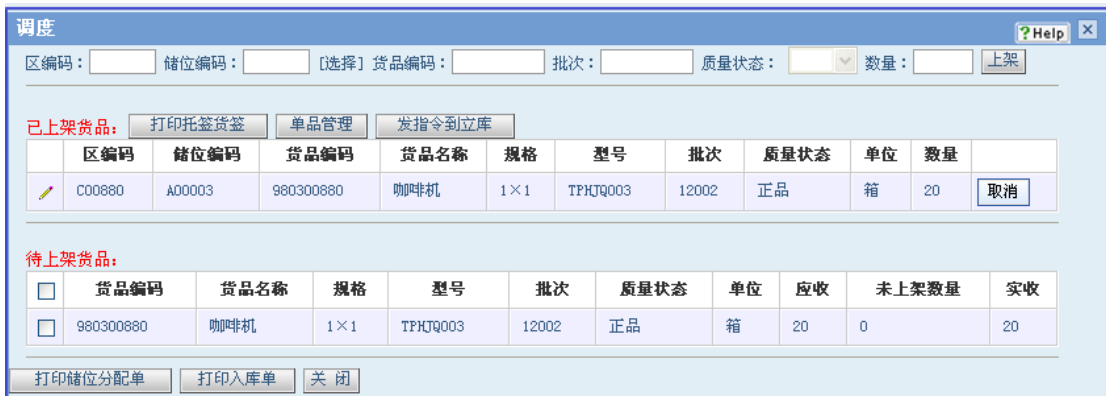 调度 ?Help ×
区编码： 储位编码： [选择] 货品编码： 批次： 质量状态： 数量： 上架
已上架货品： 打印托签货签 单品管理 发指令到立库
区编码 储位编码 货品编码 货品名称 规格 型号 批次 质量状态 单位 数量
C00880 A00003 980300880 咖啡机 1×1 TPHJQ003 12002 正品 箱 20 取消
待上架货品：
货品编码 货品名称 规格 型号 批次 质量状态 单位 应收 未上架数量 实收
980300880 咖啡机 1×1 TPHJQ003 12002 正品 箱 20 0 20
打印储位分配单 打印入库单 关 闭